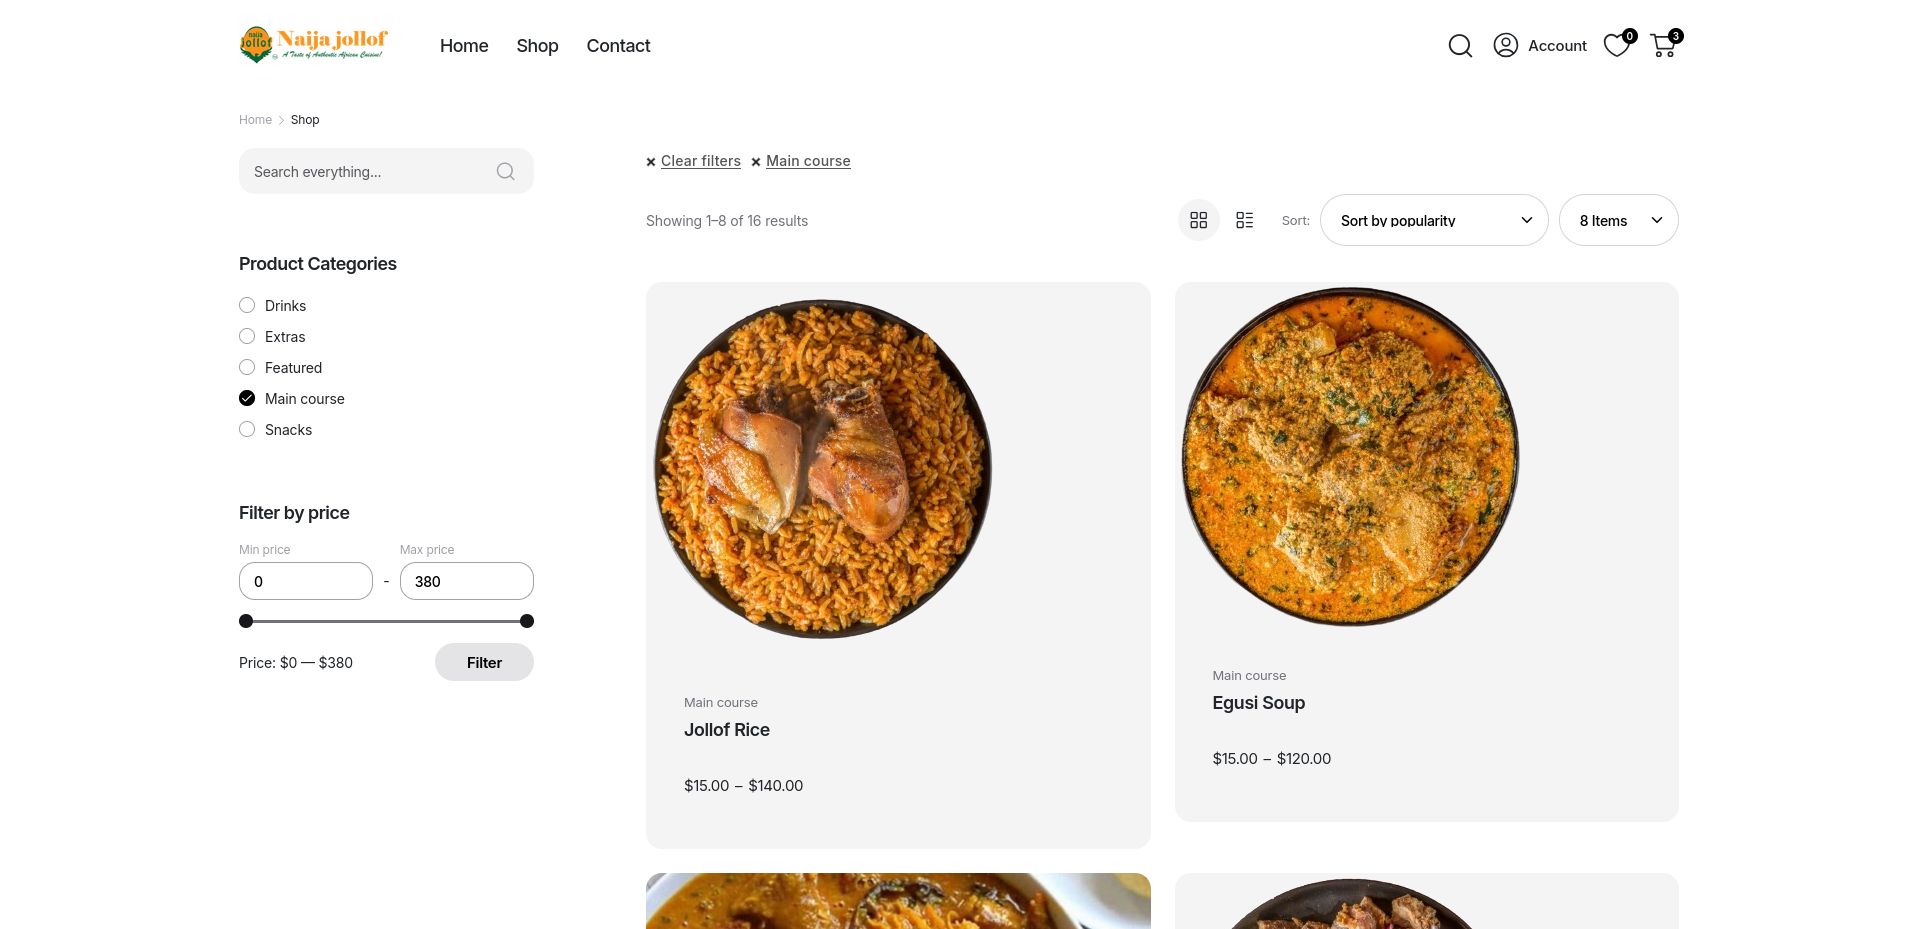 naija
jollof
Naija jollof
A Taste of Authentic African Cuisine!
Home
Shop
Contact
Account
0
3
Home
Shop
Search everything...
Clear filters
Main course
Showing 1–8 of 16 results
Sort:
Sort by popularity
8 Items
Product Categories
Drinks
Extras
Featured
Main course
Snacks
Filter by price
Min price
Max price
0
-
380
Price: $0 — $380
Filter
Main course
Jollof Rice
$15.00 – $140.00
Main course
Egusi Soup
$15.00 – $120.00